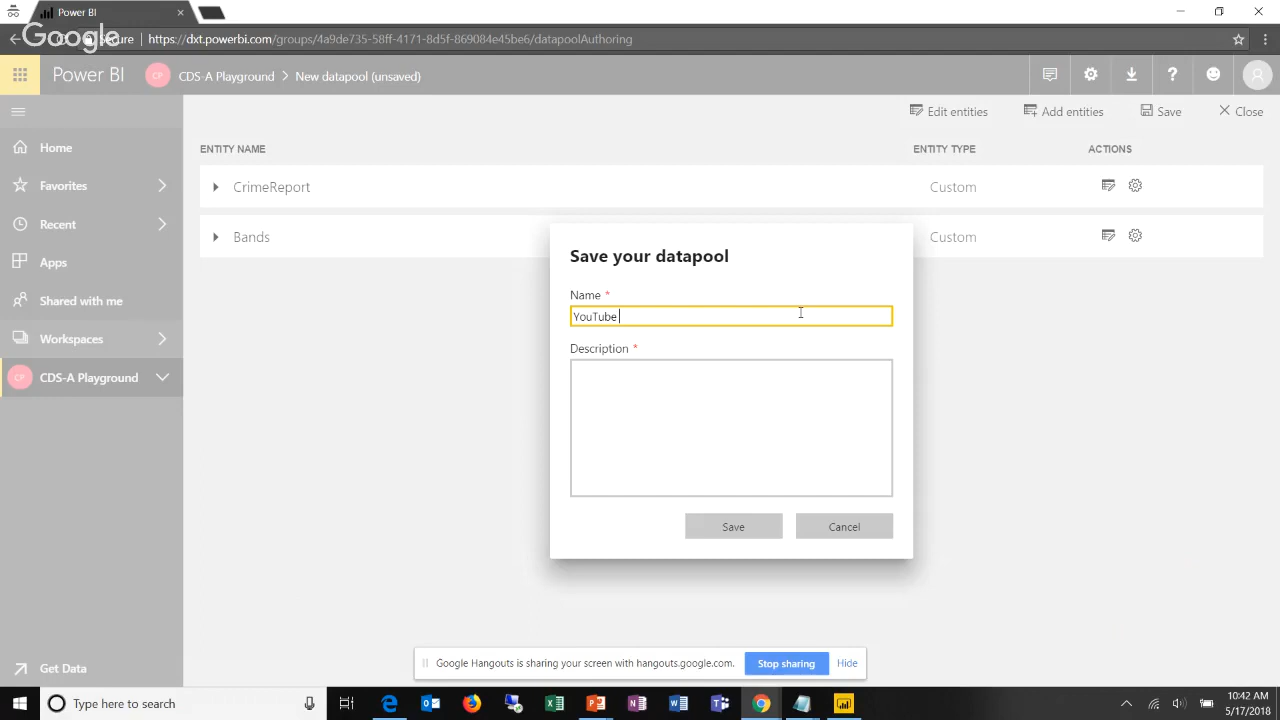 Power BI
Google
Secure https://dxt.powerbi.com/groups/4a9de735-58ff-4171-8d5f-869084e45be6/datapoolAuthoring
Power BI
CP
CDS-A Playground > New datapool (unsaved)
Edit entities
Add entities
Save
Close
Home
Favorites
Recent
Apps
Shared with me
Workspaces
CP
CDS-A Playground
Get Data
ENTITY NAME
ENTITY TYPE
ACTIONS
CrimeReport
Custom
Bands
Custom
Save your datapool
Name *
YouTube
Description *
Save
Cancel
Google Hangouts is sharing your screen with hangouts.google.com.
Stop sharing
Hide
Type here to search
10:42 AM
5/17/2018